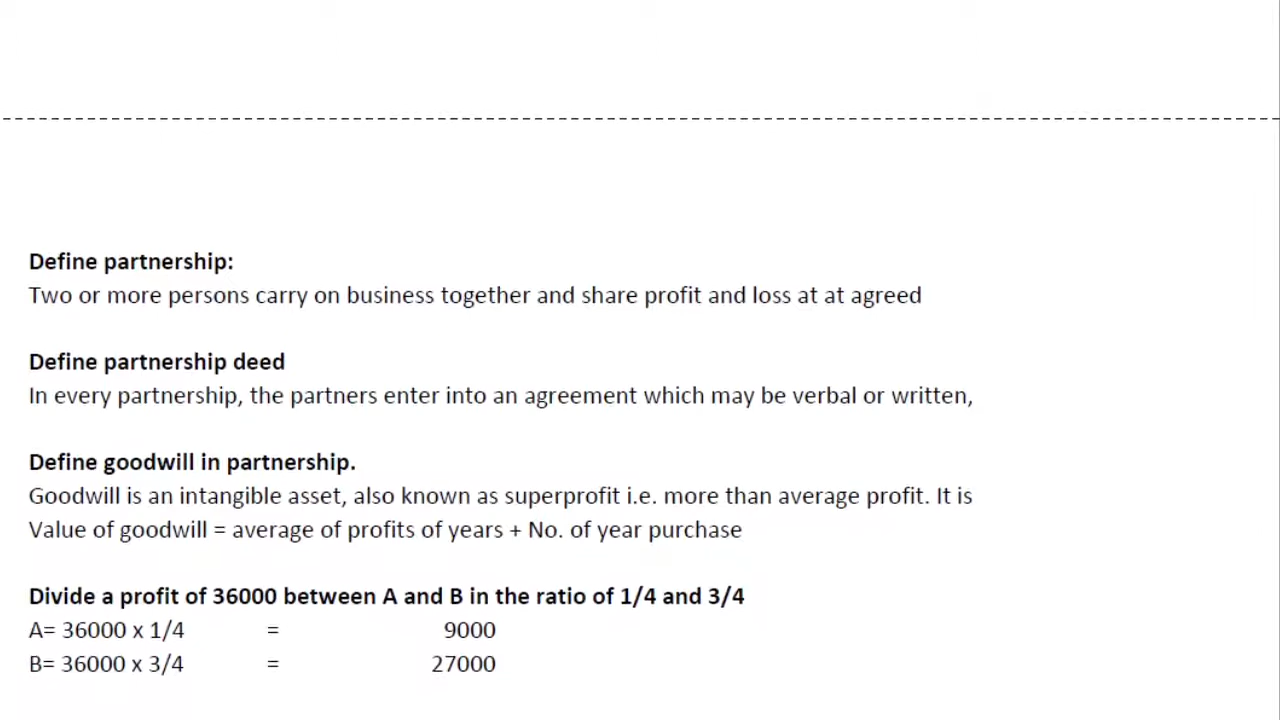 Define partnership:
Two or more persons carry on business together and share profit and loss at at agreed
Define partnership deed
In every partnership, the partners enter into an agreement which may be verbal or written,
Define goodwill in partnership.
Goodwill is an intangible asset, also known as superprofit i.e. more than average profit. It is
Value of goodwill = average of profits of years + No. of year purchase
Divide a profit of 36000 between A and B in the ratio of 1/4 and 3/4
A= 36000 x 1/4 = 9000
B= 36000 x 3/4 = 27000